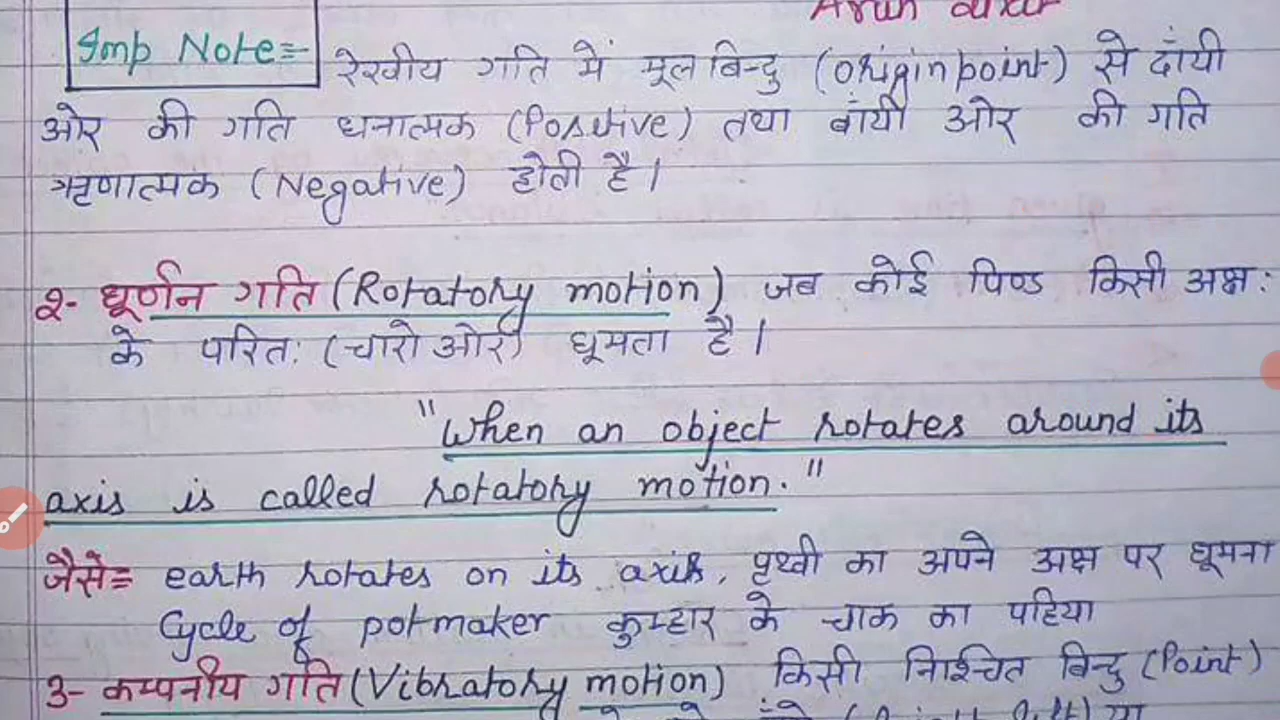 Imp Note:- रेखीय गति में मूल बिन्दु (origin point) से दांयी
ओर की गति धनात्मक (Positive) तथा बांयी ओर की गति
ऋणात्मक (Negative) होती है।
2- घूर्णन गति (Rotatory motion) जब कोई पिण्ड किसी अक्ष:
के परित: (चारो ओर) घूमता है।
"When an object rotates around its
axis is called rotatory motion."
जैसे= earth rotates on its axis, पृथ्वी का अपने अक्ष पर घूमना
Cycle of potmaker कुम्हार के चाक का पहिया
3- कम्पनीय गति (Vibratory motion) किसी निश्चित बिन्दु (Point)